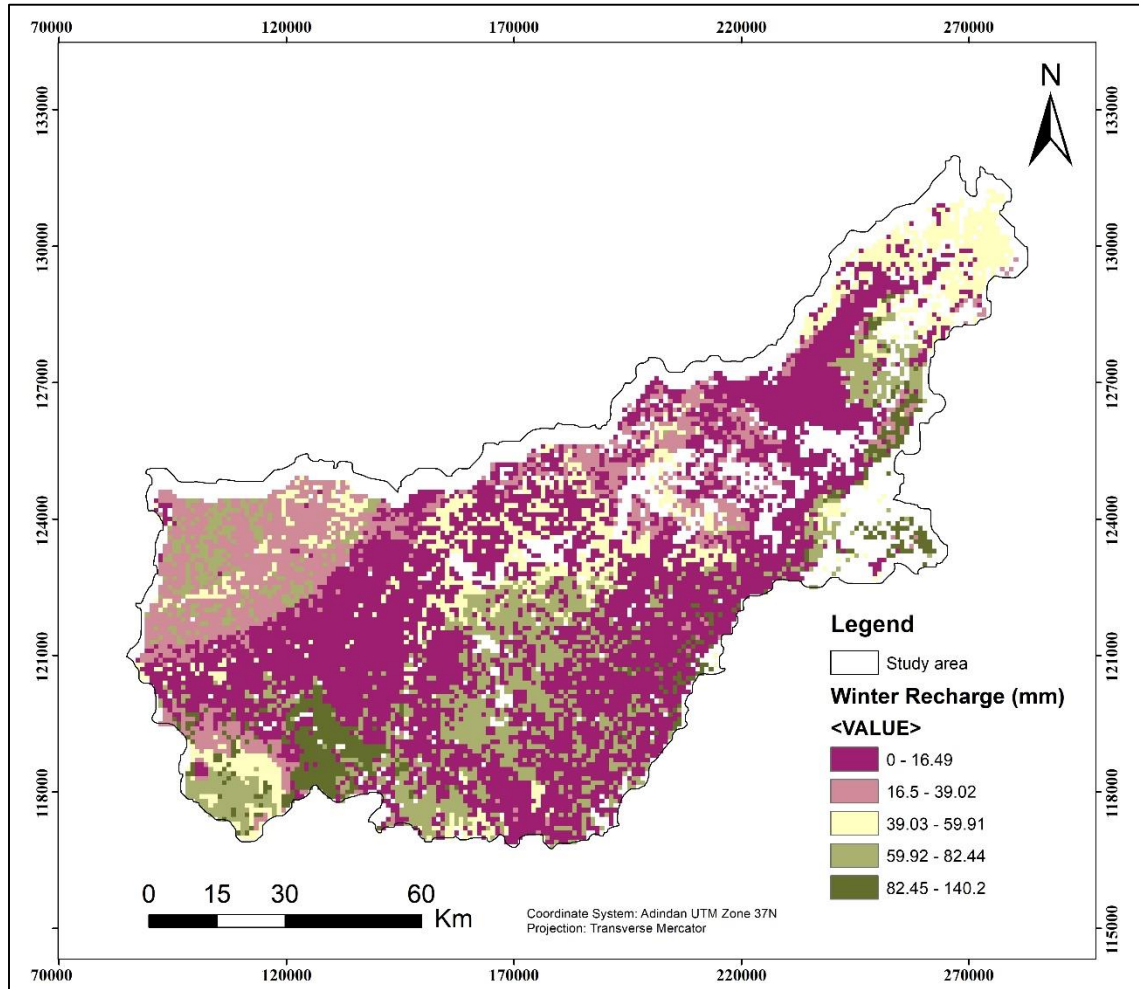 70000 120000 170000 220000 270000
N
133000 133000
130000 130000
127000 127000
124000 124000
121000 121000
118000 118000
115000 115000
Legend
Study area
Winter Recharge (mm)
<VALUE>
0 - 16.49
16.5 - 39.02
39.03 - 59.91
59.92 - 82.44
82.45 - 140.2
0 15 30 60
Km
Coordinate System: Adindan UTM Zone 37N
Projection: Transverse Mercator
70000 120000 170000 220000 270000